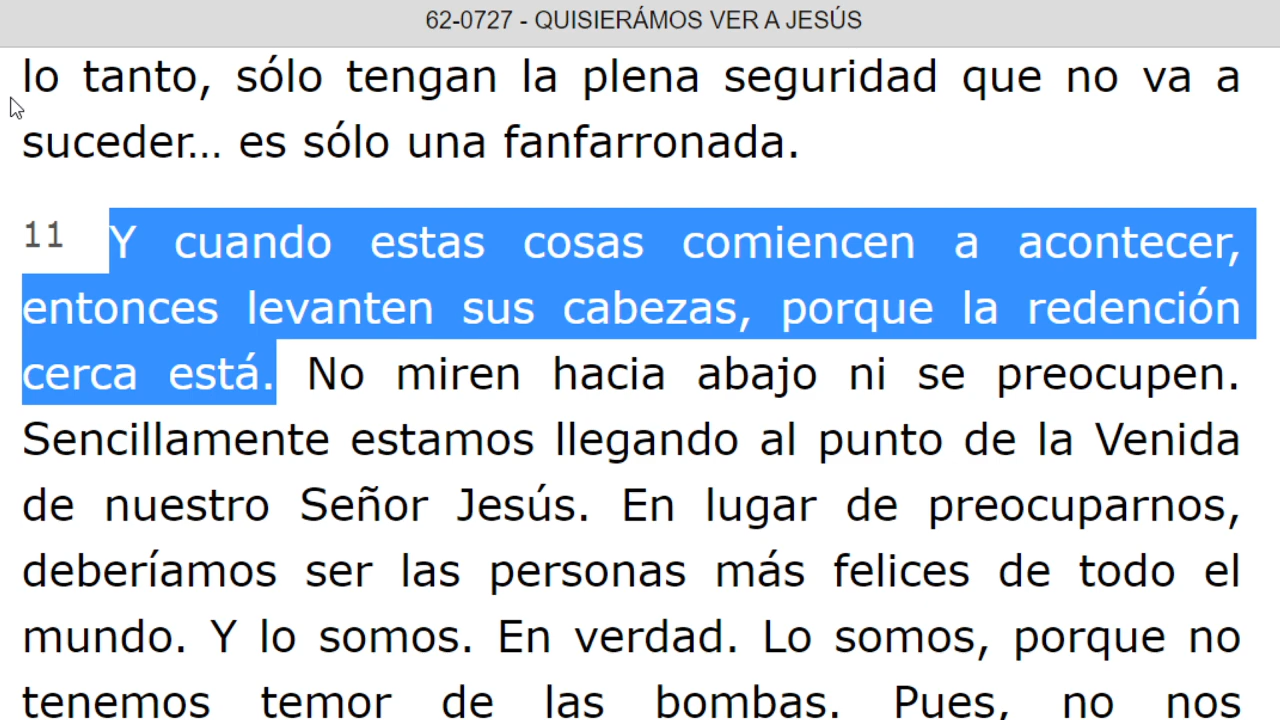 62-0727 - QUISIERÁMOS VER A JESÚS
lo tanto, sólo tengan la plena seguridad que no va a
suceder... es sólo una fanfarronada.
11 Y cuando estas cosas comiencen a acontecer,
entonces levanten sus cabezas, porque la redención
cerca está. No miren hacia abajo ni se preocupen.
Sencillamente estamos llegando al punto de la Venida
de nuestro Señor Jesús. En lugar de preocuparnos,
deberíamos ser las personas más felices de todo el
mundo. Y lo somos. En verdad. Lo somos, porque no
tenemos temor de las bombas. Pues, no nos